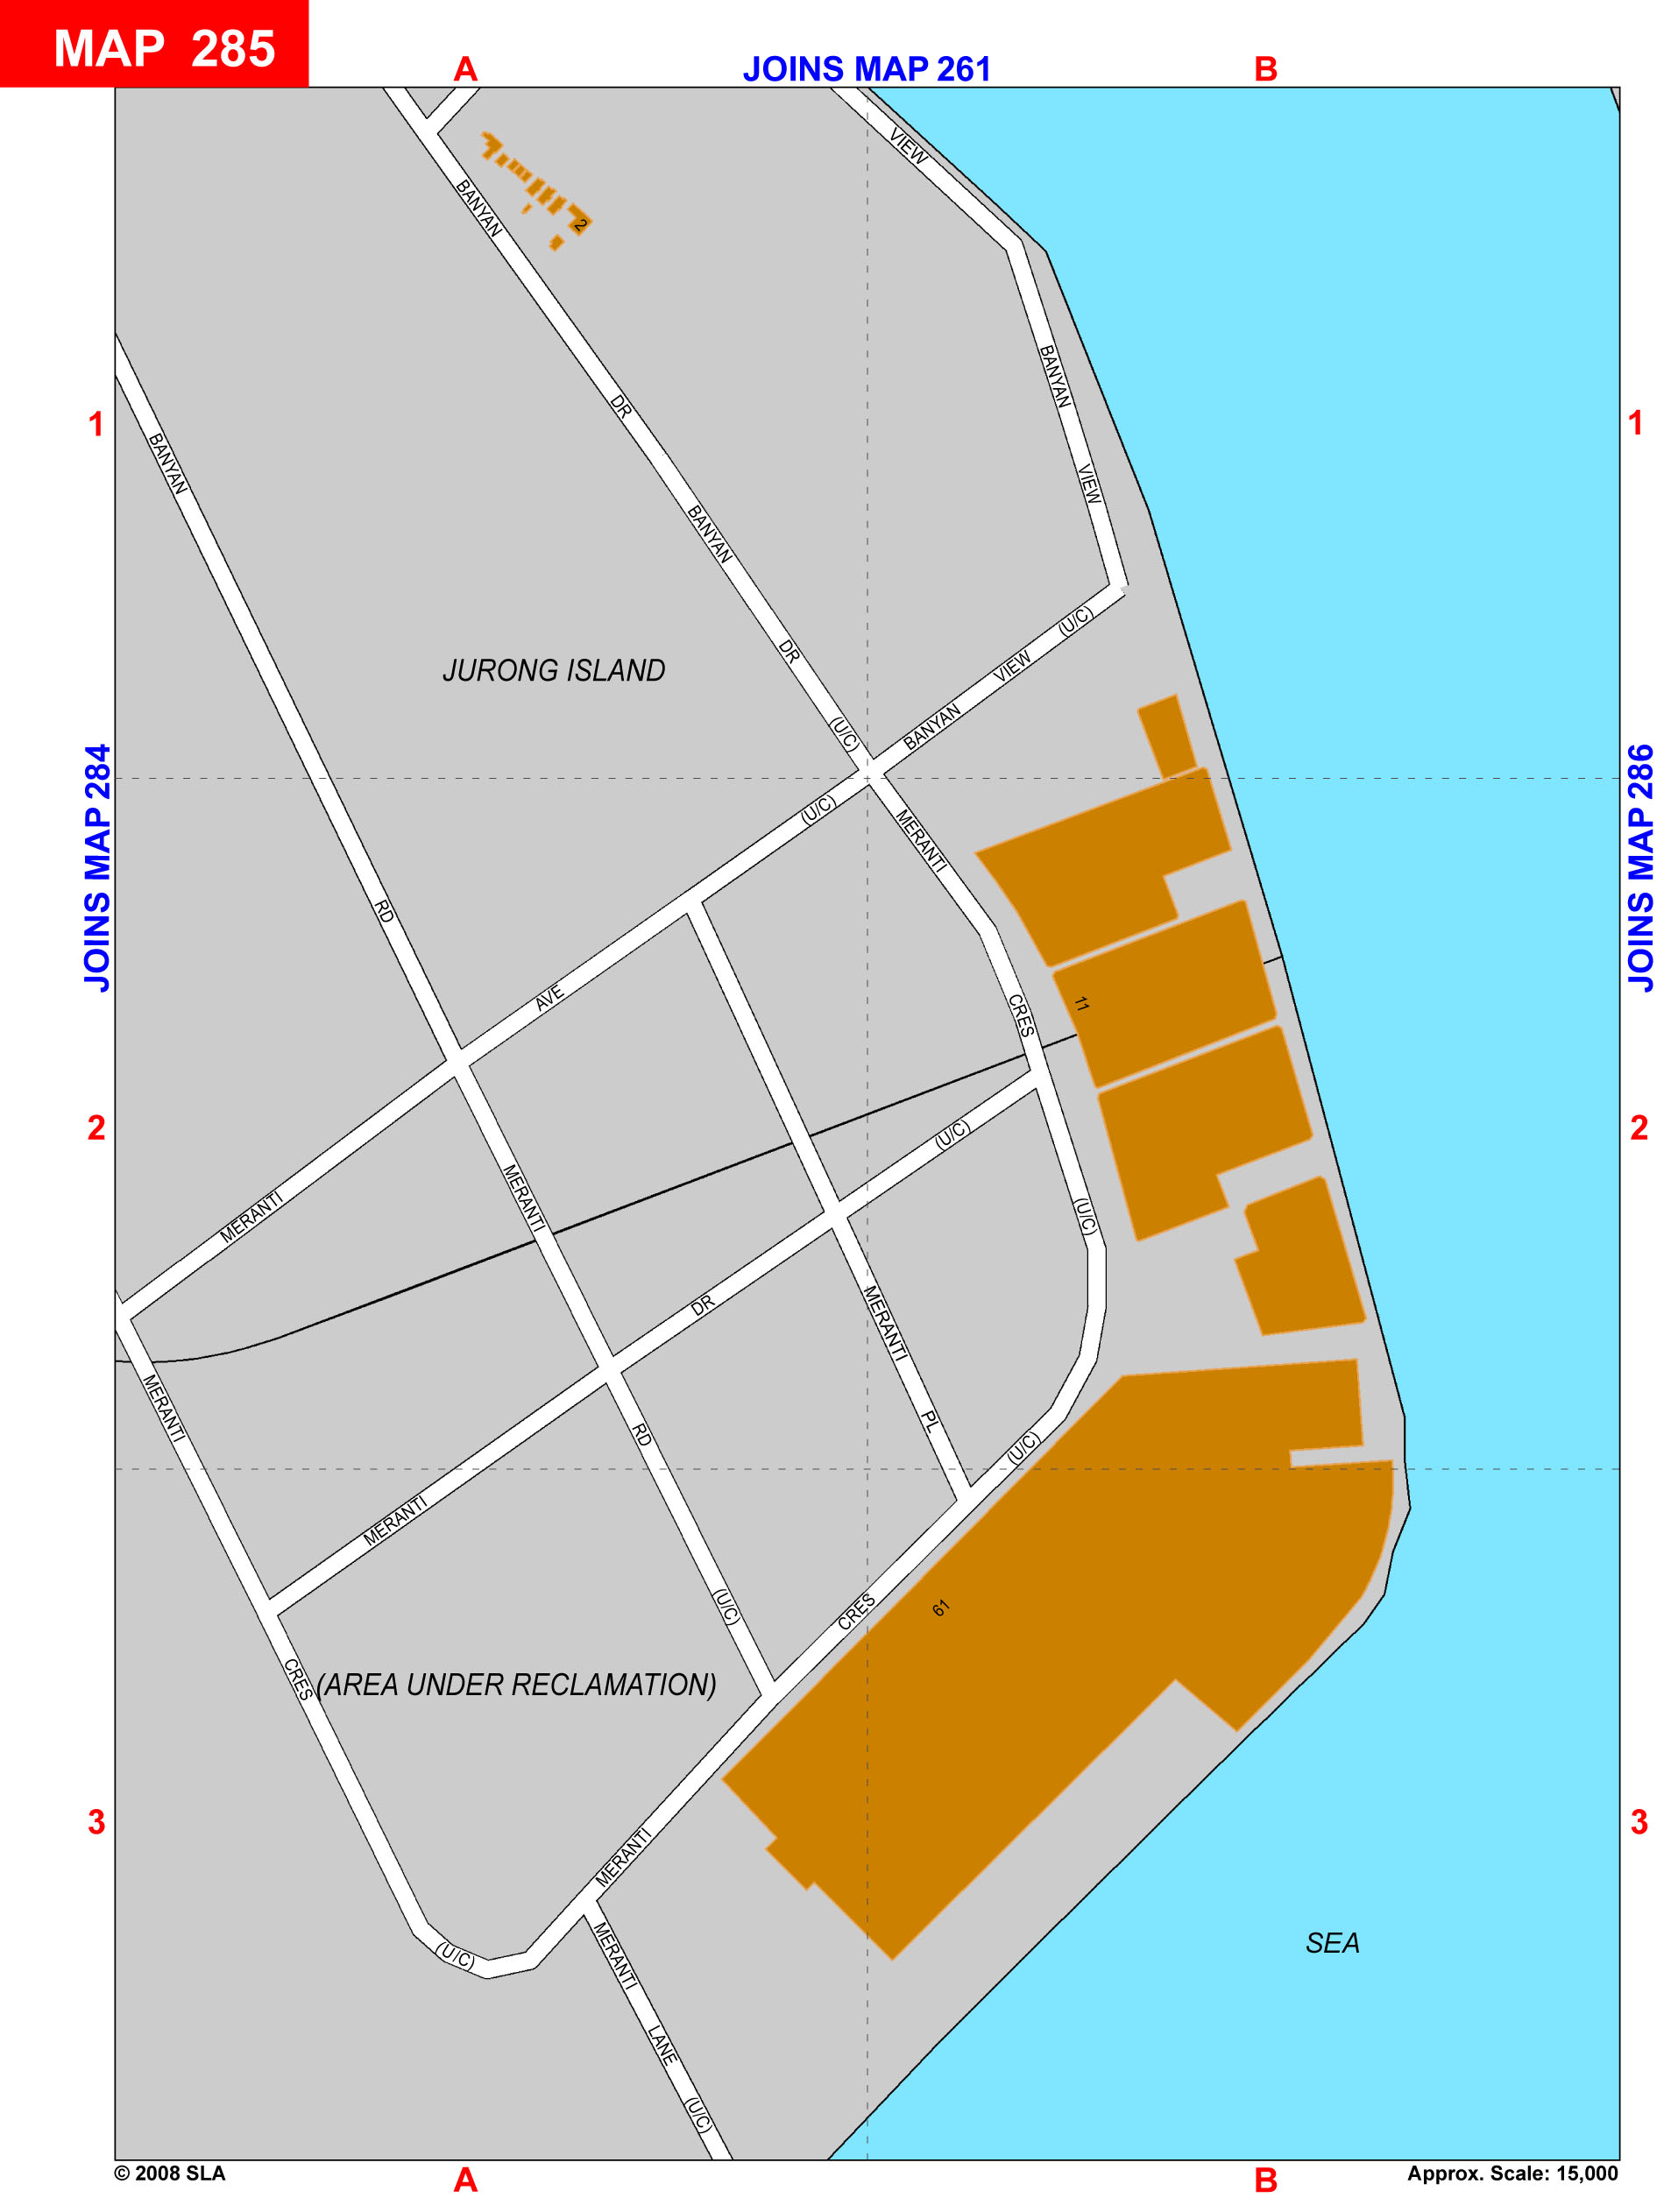 MAP 285
A
JOINS MAP 261
B
VIEW
BANYAN
2
BANYAN
DR
VIEW
1
1
BANYAN
BANYAN
DR
(U/C)
VIEW
BANYAN
(U/C)
JURONG ISLAND
JOINS MAP 284
JOINS MAP 286
(U/C)
MERANTI
RD
AVE
CRES
11
2
2
(U/C)
MERANTI
MERANTI
(U/C)
DR
MERANTI
MERANTI
PL
RD
(U/C)
MERANTI
CRES
61
(U/C)
CRES
(AREA UNDER RECLAMATION)
3
3
MERANTI
(U/C)
MERANTI
SEA
LANE
(U/C)
© 2008 SLA
A
B
Approx. Scale: 15,000